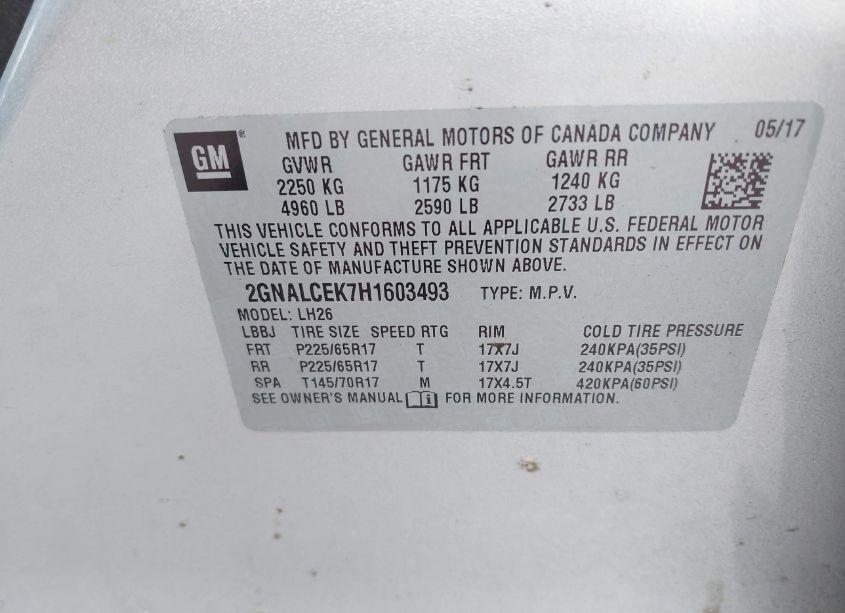 GM ® MFD BY GENERAL MOTORS OF CANADA COMPANY 05/17
GVWR GAWR FRT GAWR RR
2250 KG 1175 KG 1240 KG
4960 LB 2590 LB 2733 LB
THIS VEHICLE CONFORMS TO ALL APPLICABLE U.S. FEDERAL MOTOR
VEHICLE SAFETY AND THEFT PREVENTION STANDARDS IN EFFECT ON
THE DATE OF MANUFACTURE SHOWN ABOVE.
2GNALCEK7H1603493 TYPE: M.P.V.
MODEL: LH26
LBBJ TIRE SIZE SPEED RTG RIM COLD TIRE PRESSURE
FRT P225/65R17 T 17X7J 240KPA(35PSI)
RR P225/65R17 T 17X7J 240KPA(35PSI)
SPA T145/70R17 M 17X4.5T 420KPA(60PSI)
SEE OWNER'S MANUAL i FOR MORE INFORMATION.